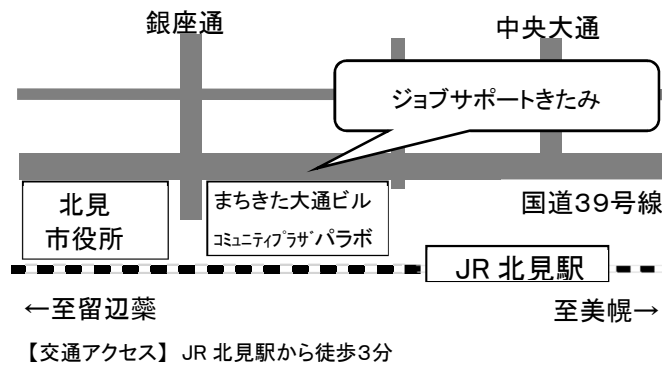 銀座通
中央大通
ジョブサポートきたみ
北見
市役所
まちきた大通ビル
コミュニティプラザパラボ
国道39号線
JR 北見駅
←至留辺蘂
至美幌→
【交通アクセス】 JR 北見駅から徒歩3分